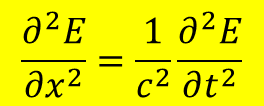 ∂²E/∂x² = 1/c² ∂²E/∂t²